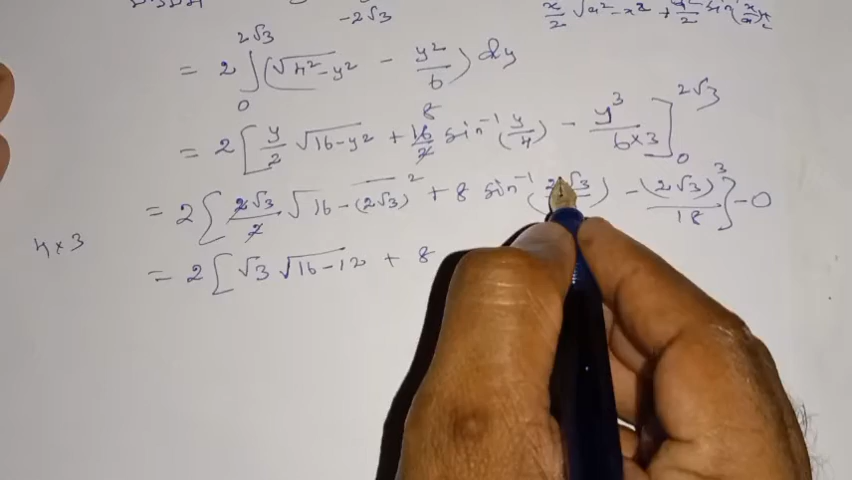 -2√3
x/2 √a²-x² + a²/2 sin⁻¹(x/a)
= 2 ∫₀^{2√3} (√4²-y² - y²/6) dy
= 2 [ y/2 √16-y² + 16/2 8 sin⁻¹(y/4) - y³/6×3 ]₀^{2√3}
= 2 [ 2√3/2 √16-(2√3)² + 8 sin⁻¹(2√3/ ) - (2√3)³/18 ] - 0
4×3
= 2 [ √3 √16-12 + 8